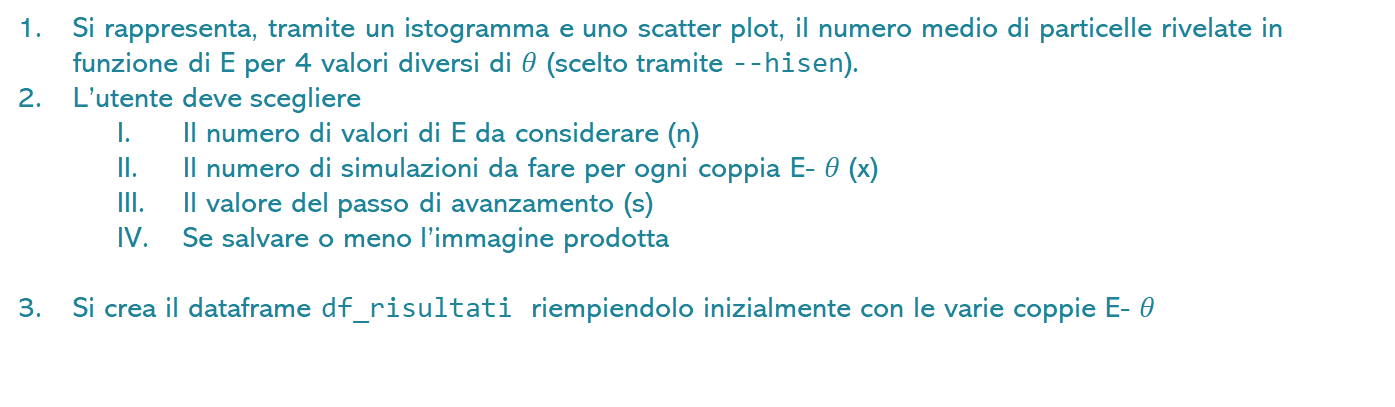 1. Si rappresenta, tramite un istogramma e uno scatter plot, il numero medio di particelle rivelate in
funzione di E per 4 valori diversi di θ (scelto tramite --hisen).
2. L'utente deve scegliere
I. Il numero di valori di E da considerare (n)
II. Il numero di simulazioni da fare per ogni coppia E- θ (x)
III. Il valore del passo di avanzamento (s)
IV. Se salvare o meno l'immagine prodotta
3. Si crea il dataframe df_risultati riempiendolo inizialmente con le varie coppie E- θ